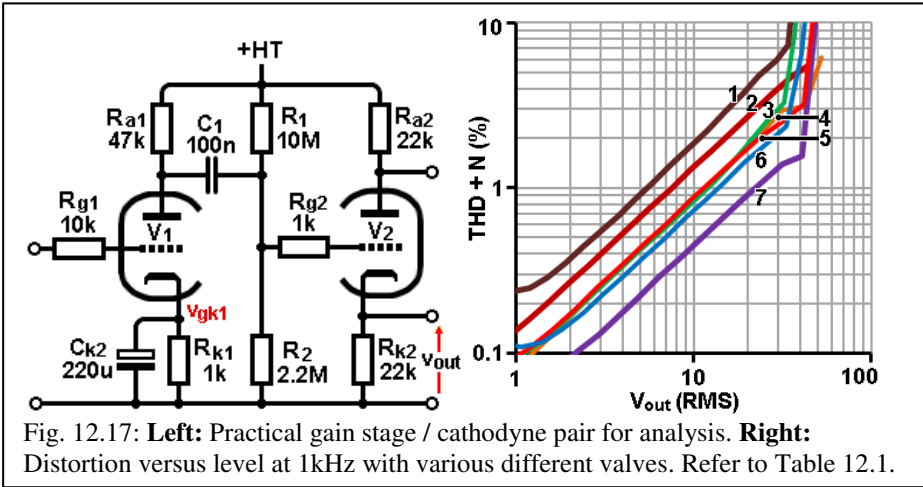 +HT
Ra1
47k
C1
100n
R1
10M
Ra2
22k
Rg1
10k
V1
Rg2
1k
V2
vgk1
Ck2
220u
Rk1
1k
R2
2.2M
Rk2
22k
vout
10
1
0.1
THD + N (%)
1
2
3
4
5
6
7
1
10
100
Vout (RMS)
Fig. 12.17: Left: Practical gain stage / cathodyne pair for analysis. Right:
Distortion versus level at 1kHz with various different valves. Refer to Table 12.1.